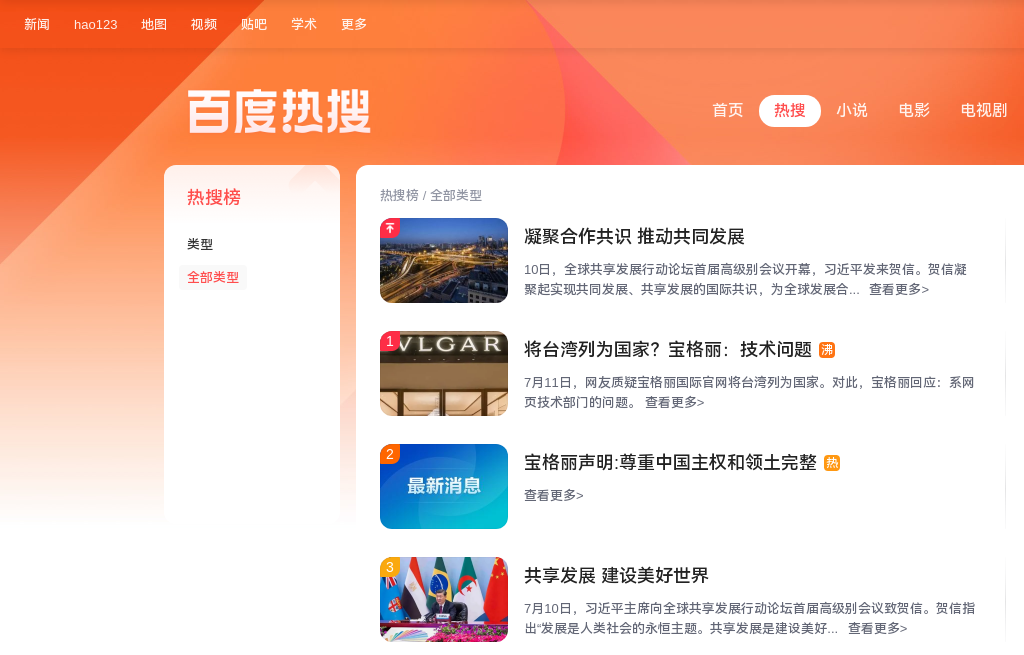 新闻 hao123 地图 视频 贴吧 学术 更多
百度热搜
首页 热搜 小说 电影 电视剧
热搜榜
类型
全部类型
热搜榜 / 全部类型
凝聚合作共识 推动共同发展
10日，全球共享发展行动论坛首届高级别会议开幕，习近平发来贺信。贺信凝
聚起实现共同发展、共享发展的国际共识，为全球发展合... 查看更多>
1
VLGAR
将台湾列为国家？宝格丽：技术问题 沸
7月11日，网友质疑宝格丽国际官网将台湾列为国家。对此，宝格丽回应：系网
页技术部门的问题。 查看更多>
2
最新消息
宝格丽声明:尊重中国主权和领土完整 热
查看更多>
3
共享发展 建设美好世界
7月10日，习近平主席向全球共享发展行动论坛首届高级别会议致贺信。贺信指
出“发展是人类社会的永恒主题。共享发展是建设美好... 查看更多>